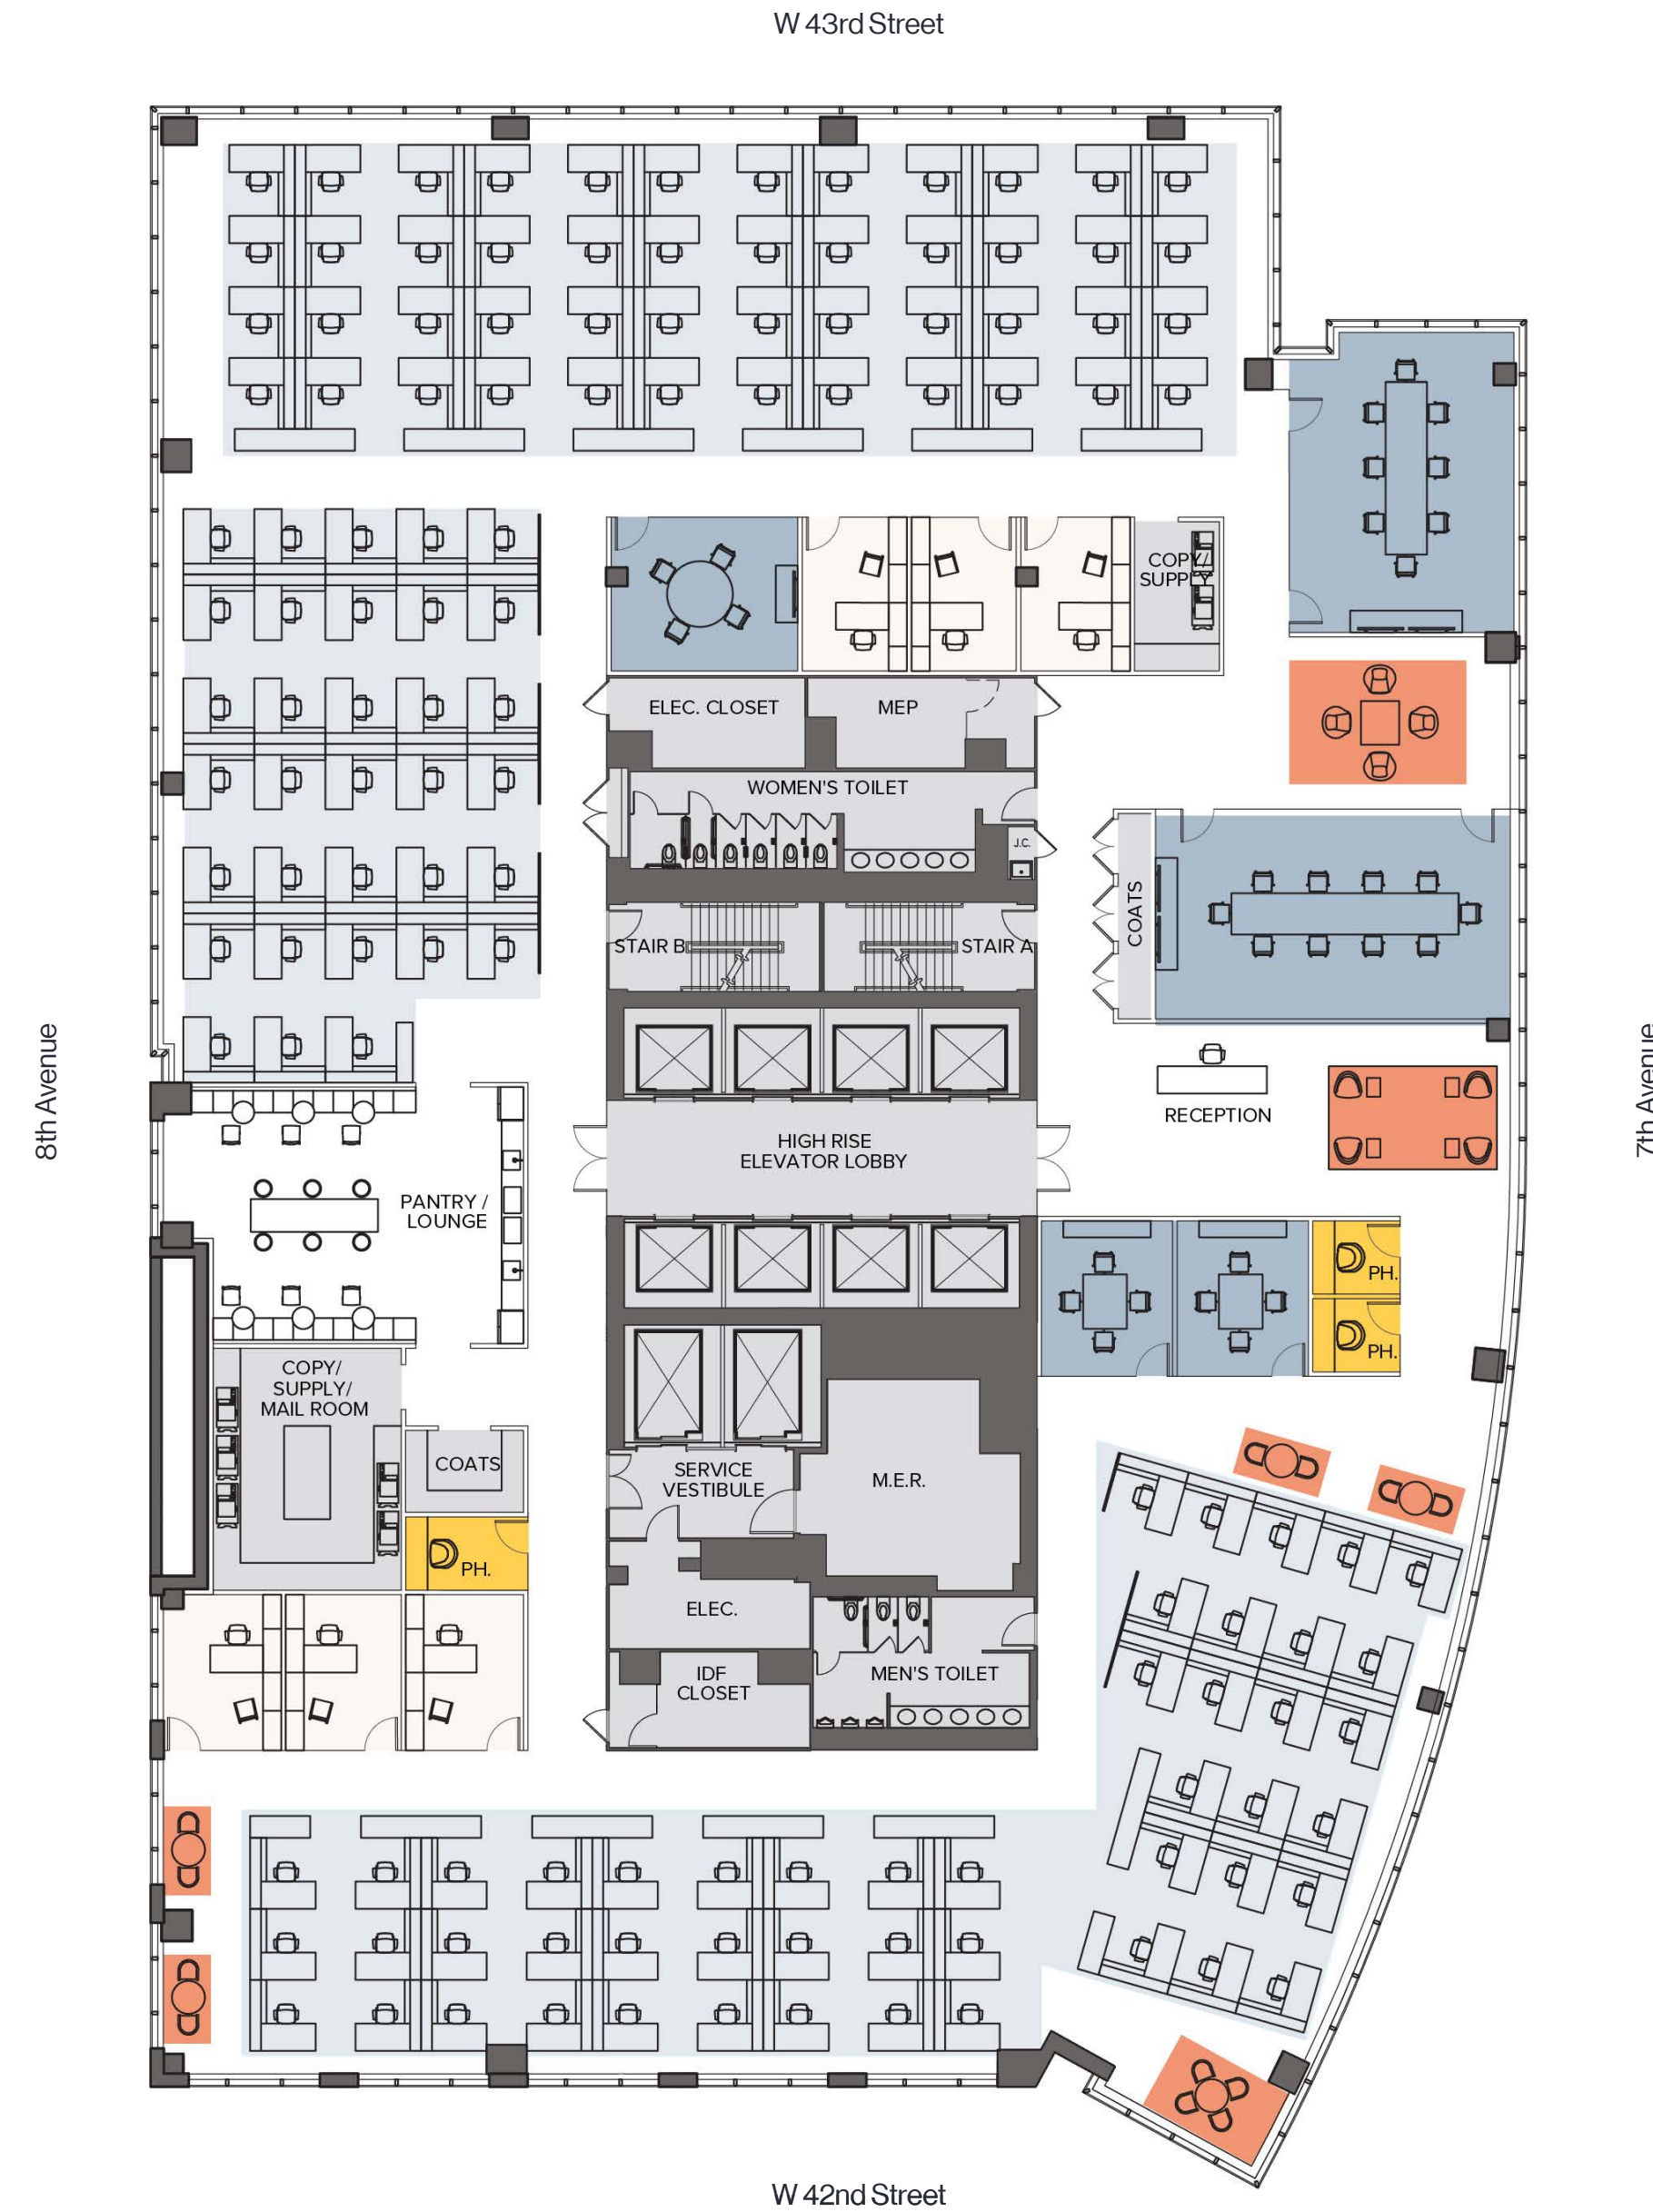 W 43rd Street
COPY/
SUPPLY
ELEC. CLOSET
MEP
WOMEN'S TOILET
J.C.
COATS
STAIR B
STAIR A
8th Avenue
7th Avenue
RECEPTION
HIGH RISE
ELEVATOR LOBBY
PANTRY /
LOUNGE
PH.
PH.
COPY/
SUPPLY/
MAIL ROOM
COATS
SERVICE
VESTIBULE
M.E.R.
PH.
ELEC.
IDF
CLOSET
MEN'S TOILET
W 42nd Street